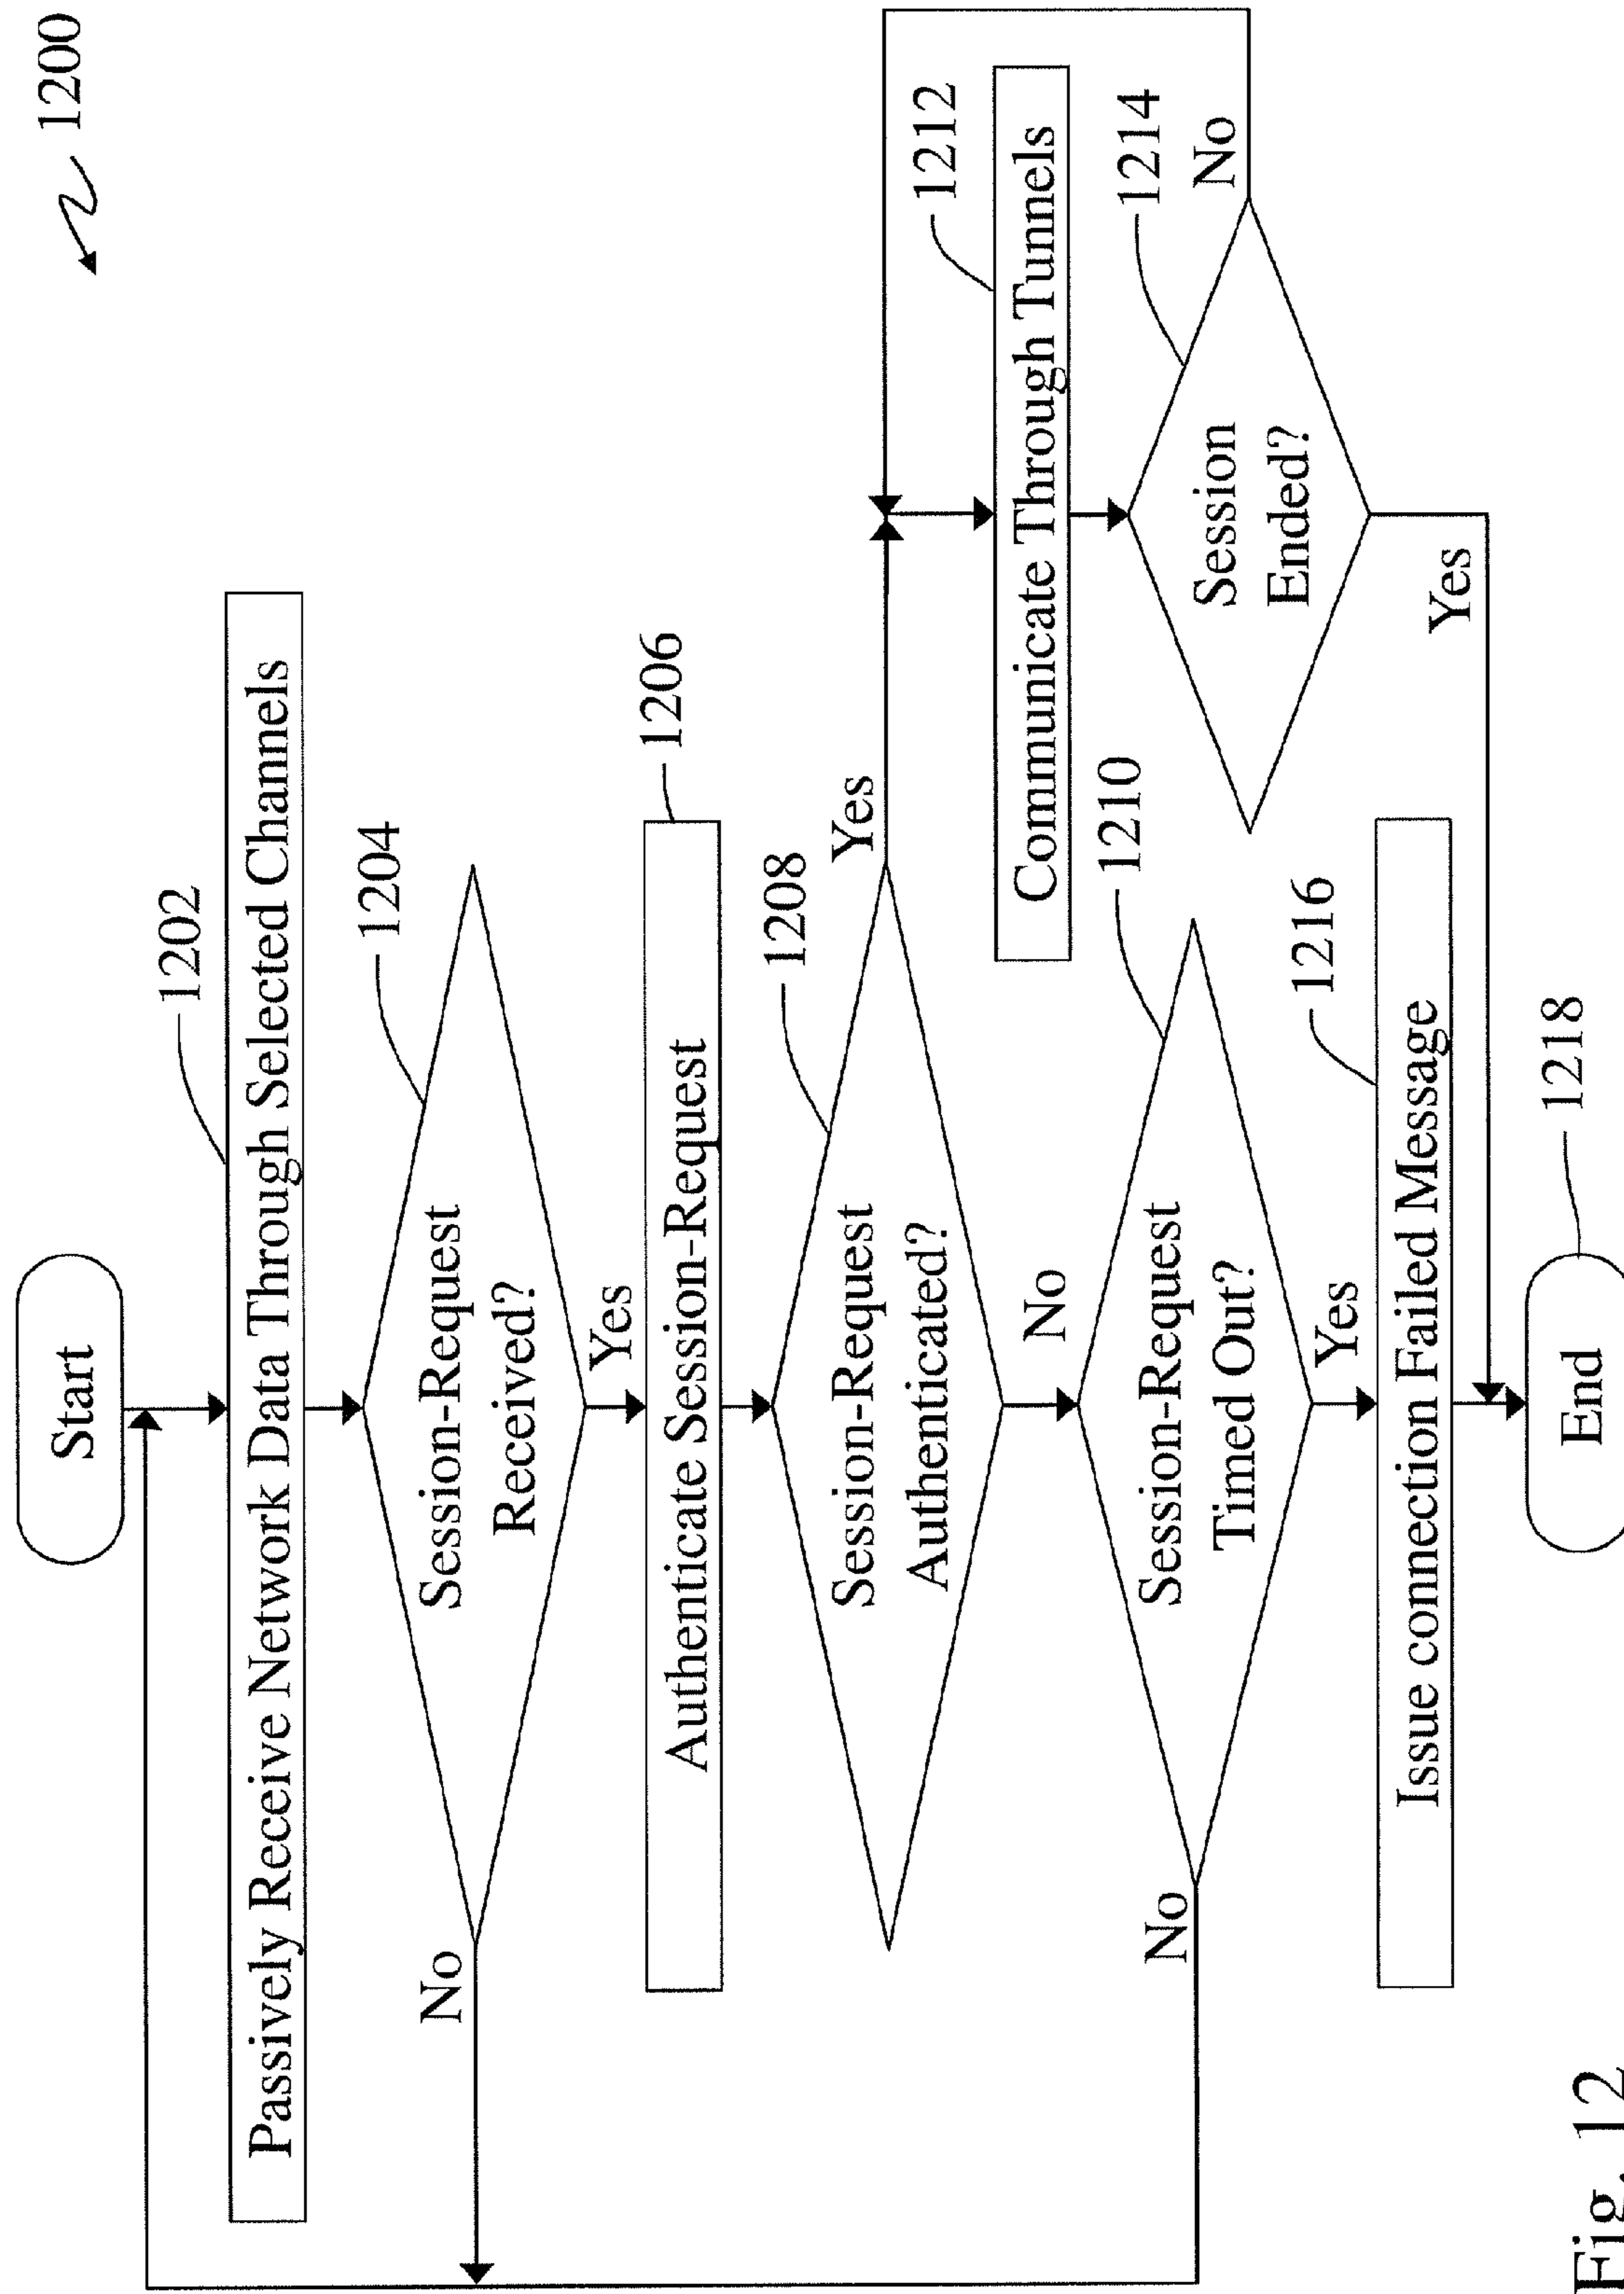 1200
Start
1202
Passively Receive Network Data Through Selected Channels
1204
Session-Request
Received?
No
Yes
1206
Authenticate Session-Request
1208
Session-Request
Authenticated?
Yes
No
1212
Communicate Through Tunnels
1210
Session-Request
Timed Out?
No
Yes
1214
Session
Ended?
No
Yes
1216
Issue connection Failed Message
End
1218
Fig. 12